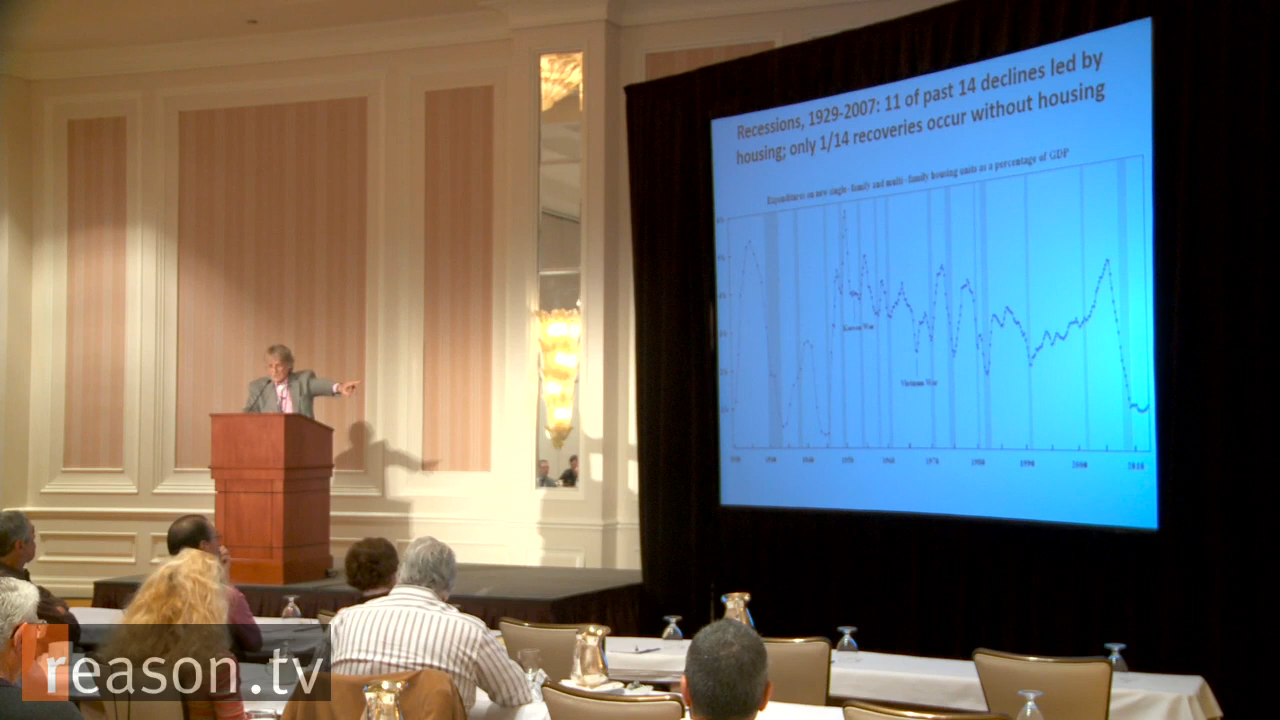 Recessions, 1929-2007: 11 of past 14 declines led by
housing; only 1/14 recoveries occur without housing
Expenditures on new single-family and multi-family housing units as a percentage of GDP
Korean War
Vietnam War
1930 1940 1950 1960 1970 1980 1990 2000 2010
reason.tv